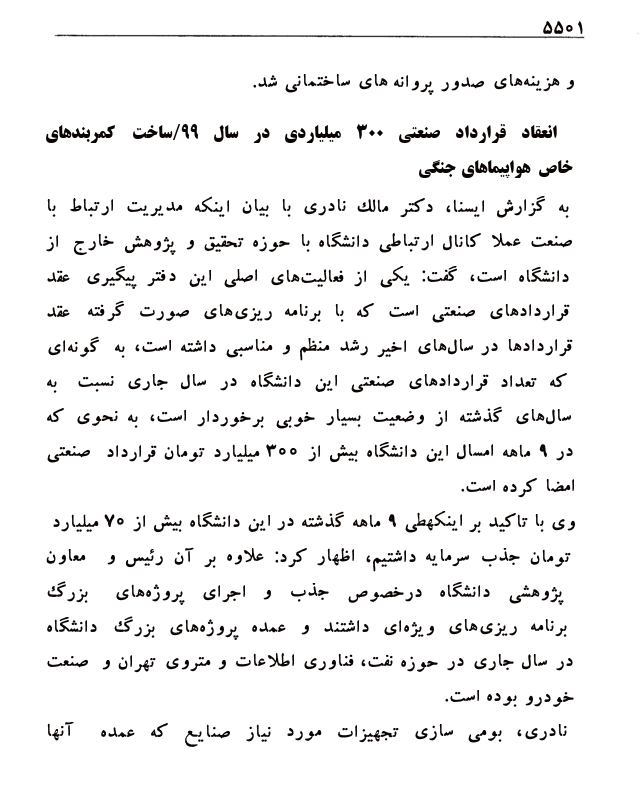 ۵۵۰۱
و هزینه‌های صدور پروانه های ساختمانی شد.
انعقاد قرارداد صنعتی ۳۰۰ میلیاردی در سال ۹۹/ساخت کمربندهای
خاص هواپیماهای جنگی
به گزارش ایسنا، دکتر مالك نادری با بیان اینکه مدیریت ارتباط با
صنعت عملا کانال ارتباطی دانشگاه با حوزه تحقیق و پژوهش خارج از
دانشگاه است، گفت: یکی از فعالیت‌های اصلی این دفتر پیگیری عقد
قراردادهای صنعتی است که با برنامه ریزی‌های صورت گرفته عقد
قراردادها در سال‌های اخیر رشد منظم و مناسبی داشته است، به گونه‌ای
که تعداد قراردادهای صنعتی این دانشگاه در سال جاری نسبت به
سال‌های گذشته از وضعیت بسیار خوبی برخوردار است، به نحوی که
در ۹ ماهه امسال این دانشگاه بیش از ۳۰۰ میلیارد تومان قرارداد صنعتی
امضا کرده است.
وی با تاکید بر اینکهطی ۹ ماهه گذشته در این دانشگاه بیش از ۷۰ میلیارد
تومان جذب سرمایه داشتیم، اظهار کرد: علاوه بر آن رئیس و معاون
پژوهشی دانشگاه درخصوص جذب و اجرای پروژه‌های بزرگ
برنامه ریزی‌های ویژه‌ای داشتند و عمده پروژه‌های بزرگ دانشگاه
در سال جاری در حوزه نفت، فناوری اطلاعات و متروی تهران و صنعت
خودرو بوده است.
نادری، بومی سازی تجهیزات مورد نیاز صنایع که عمده آنها